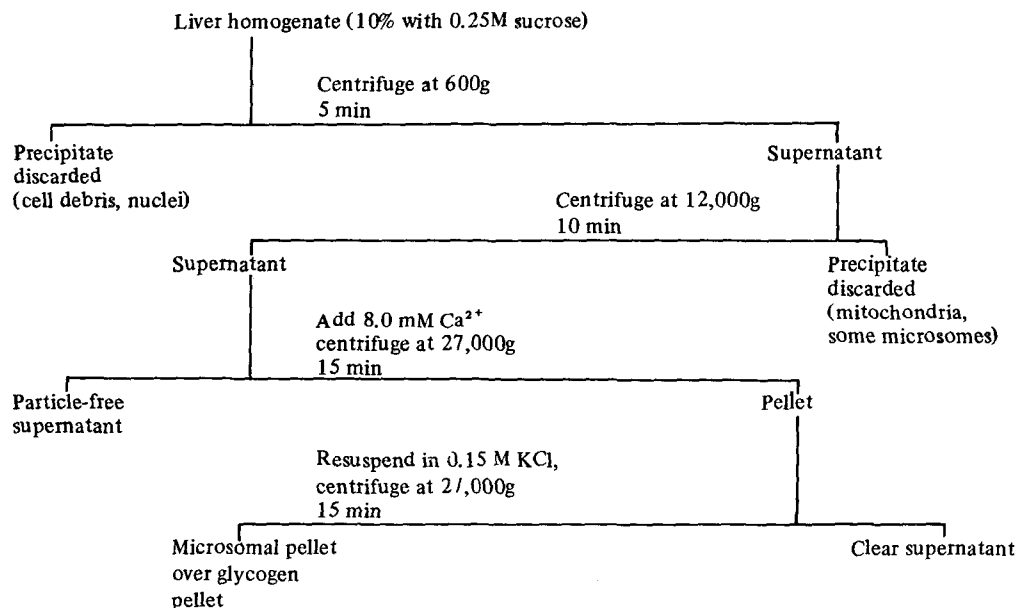 Liver homogenate (10% with 0.25M sucrose)
Centrifuge at 600g
5 min
Precipitate
discarded
(cell debris, nuclei)
Supernatant
Centrifuge at 12,000g
10 min
Supernatant
Precipitate
discarded
(mitochondria,
some microsomes)
Add 8.0 mM Ca²⁺
centrifuge at 27,000g
15 min
Particle-free
supernatant
Pellet
Resuspend in 0.15 M KCl,
centrifuge at 2/,000g
15 min
Microsomal pellet
over glycogen
pellet
Clear supernatant